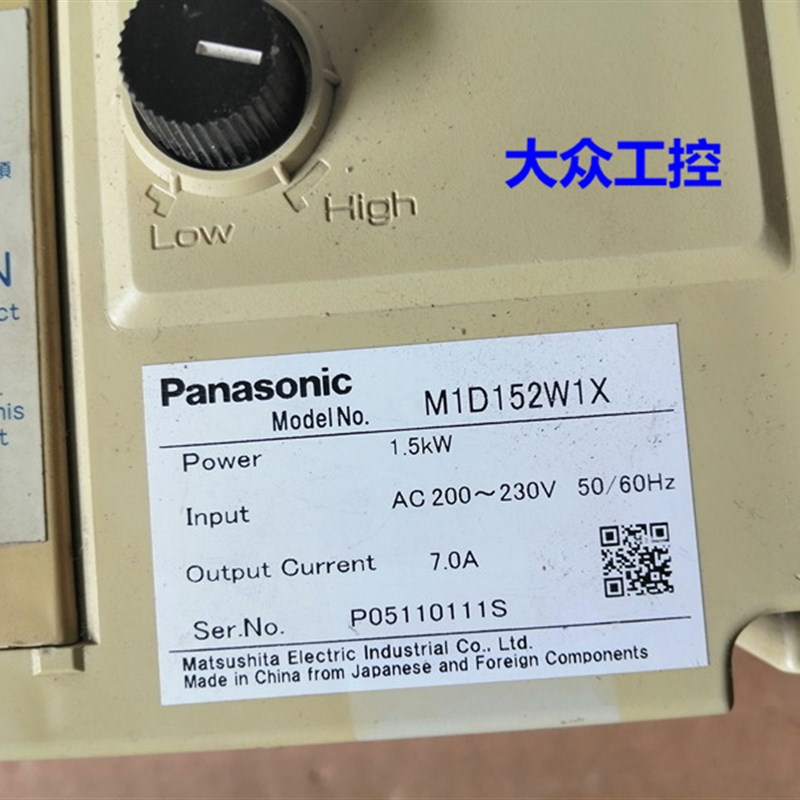 大众工控
Low
High
N
ct
his
t
Panasonic
Model No. M1D152W1X
Power 1.5kW
Input AC 200～230V 50/60Hz
Output Current 7.0A
Ser.No. P05110111S
Matsushita Electric Industrial Co., Ltd.
Made in China from Japanese and Foreign Components